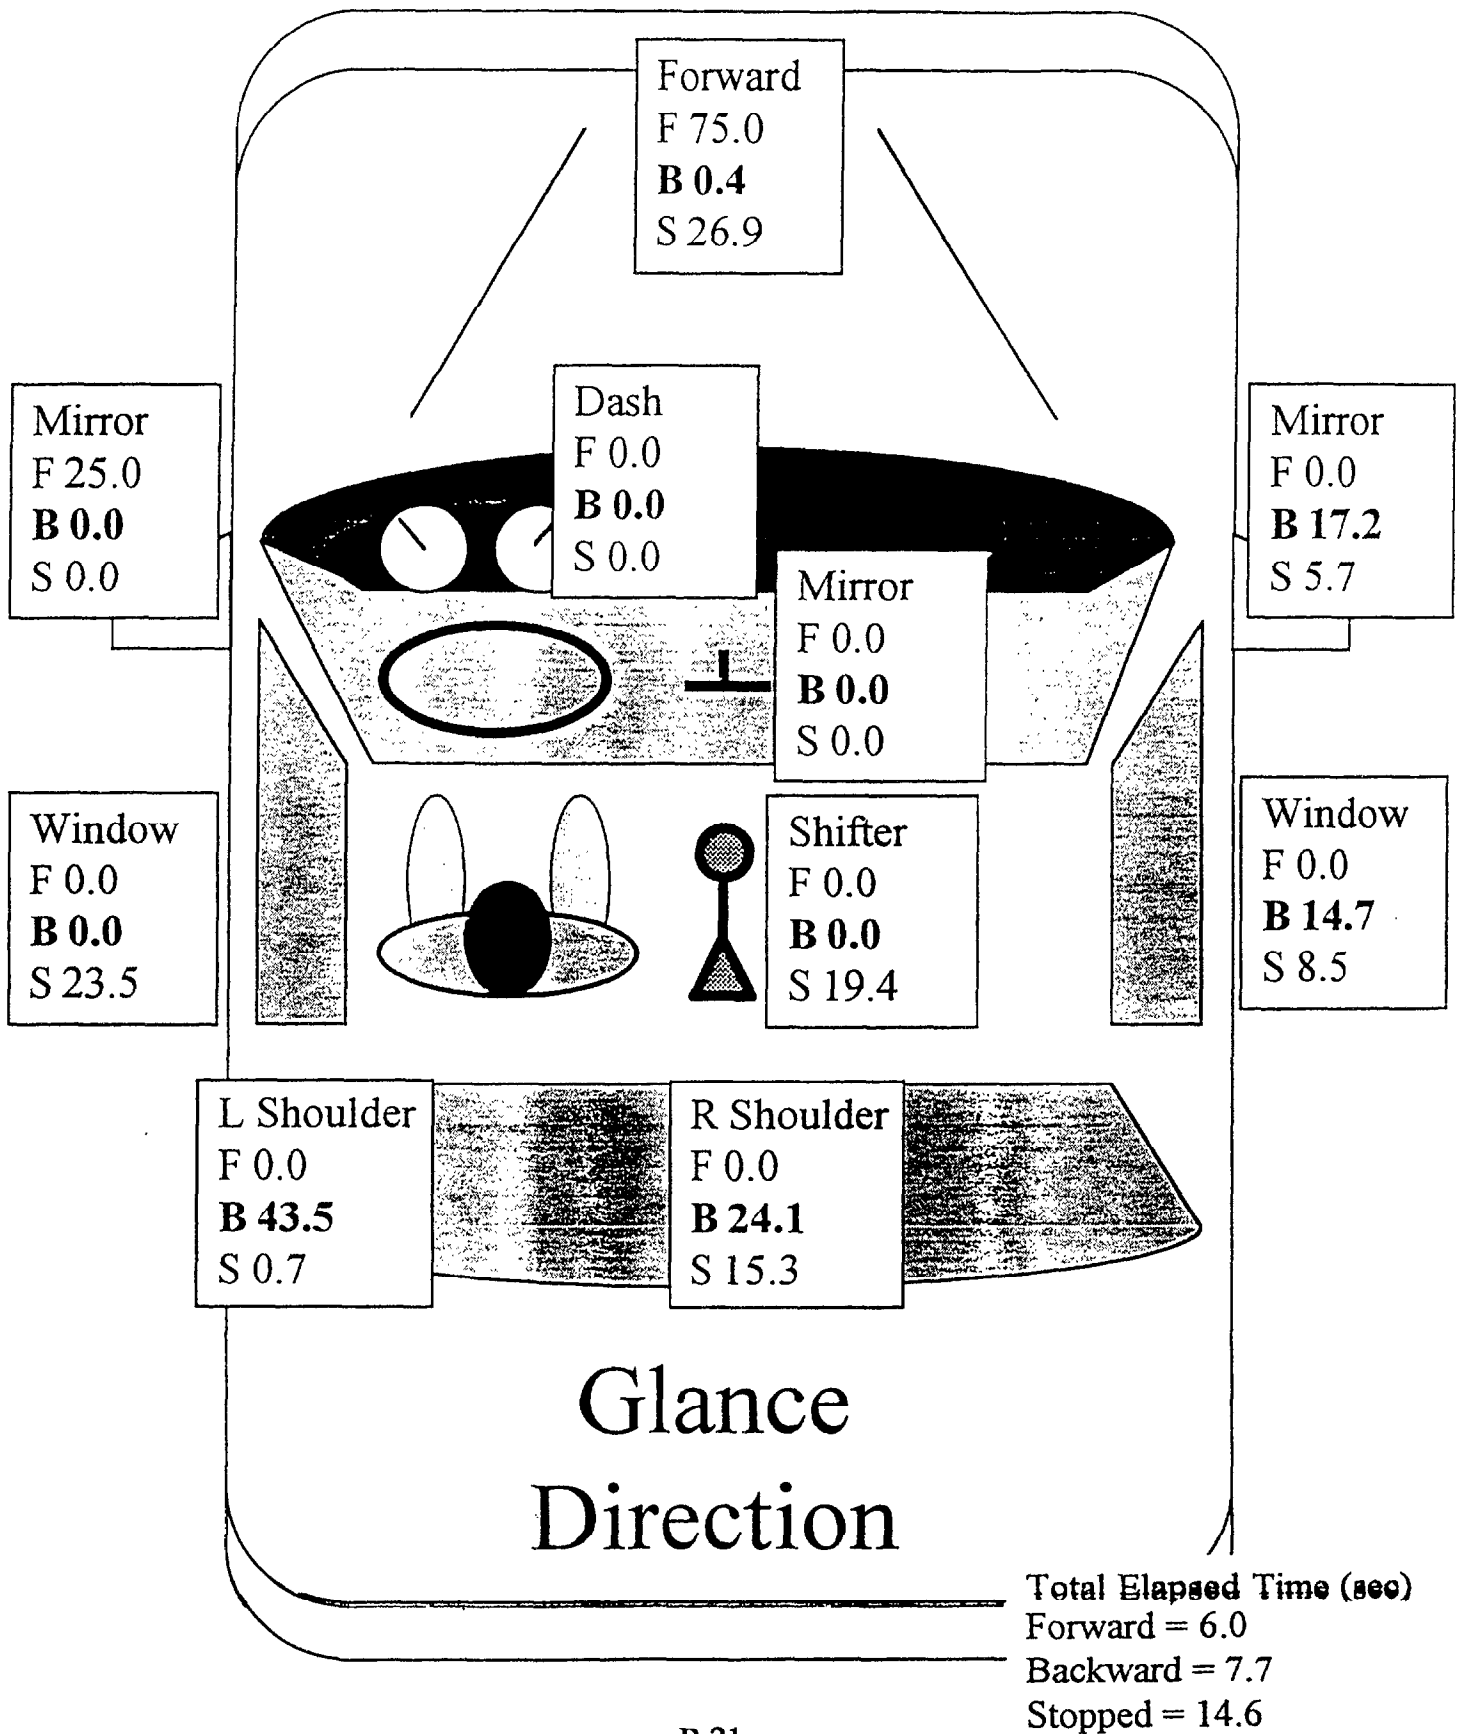 Forward
F 75.0
B 0.4
S 26.9
Mirror
F 25.0
B 0.0
S 0.0
Dash
F 0.0
B 0.0
S 0.0
Mirror
F 0.0
B 17.2
S 5.7
Mirror
F 0.0
B 0.0
S 0.0
Window
F 0.0
B 0.0
S 23.5
Shifter
F 0.0
B 0.0
S 19.4
Window
F 0.0
B 14.7
S 8.5
L Shoulder
F 0.0
B 43.5
S 0.7
R Shoulder
F 0.0
B 24.1
S 15.3
Glance
Direction
Total Elapsed Time (sec)
Forward = 6.0
Backward = 7.7
Stopped = 14.6